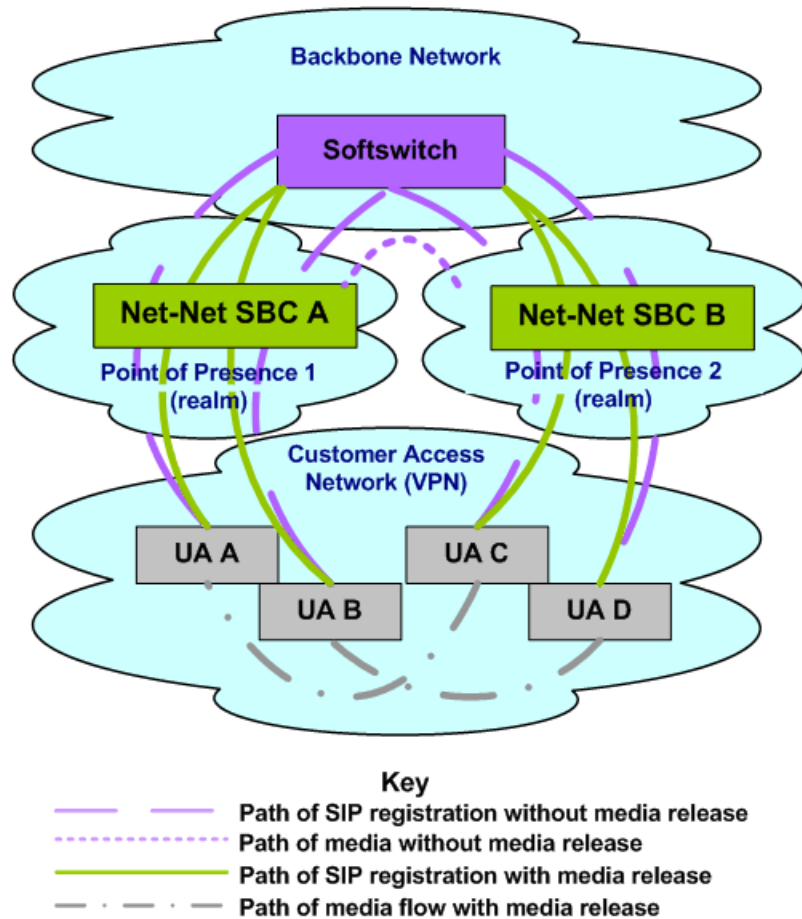 Backbone Network
Softswitch
Net-Net SBC A
Net-Net SBC B
Point of Presence 1
(realm)
Point of Presence 2
(realm)
Customer Access
Network (VPN)
UA A
UA C
UA B
UA D
Key
Path of SIP registration without media release
Path of media without media release
Path of SIP registration with media release
Path of media flow with media release